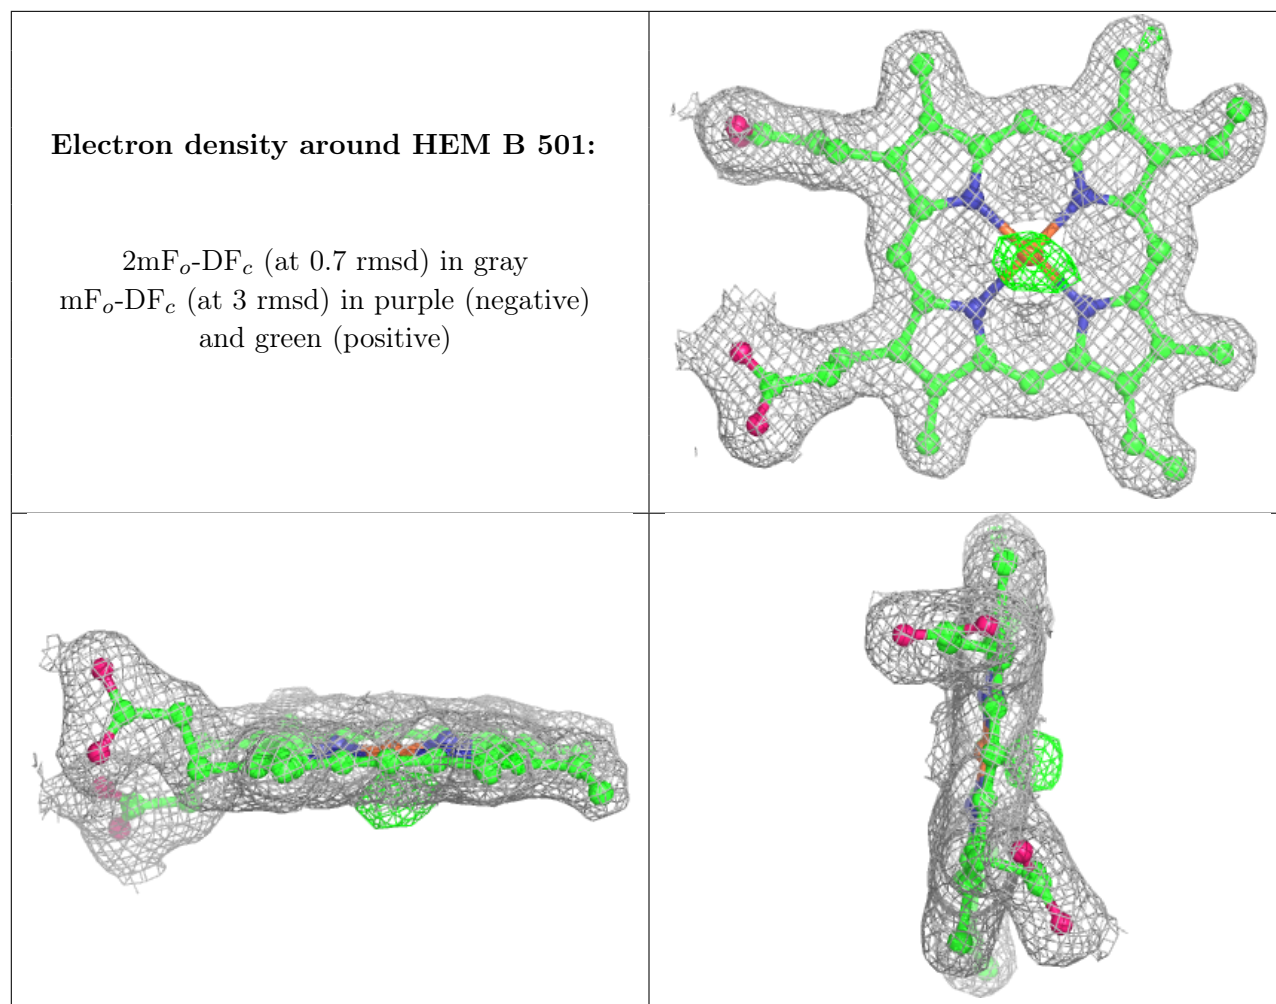 Electron density around HEM B 501:
2mFo-DFc (at 0.7 rmsd) in gray
mFo-DFc (at 3 rmsd) in purple (negative)
and green (positive)